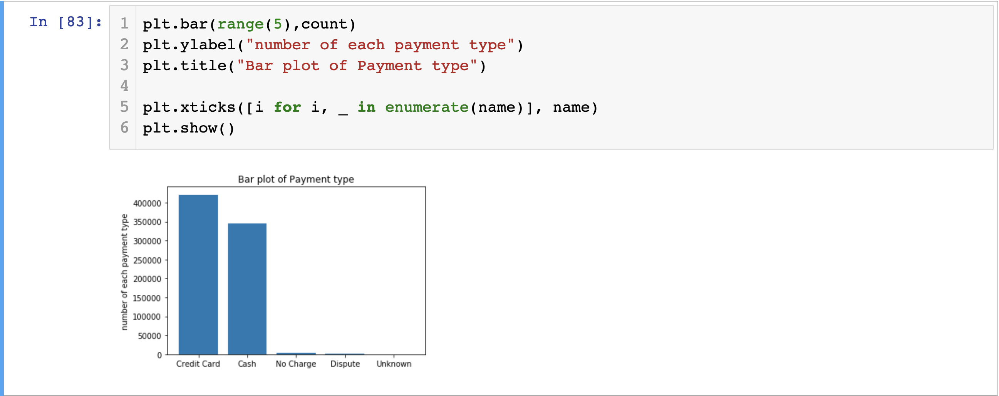 In [83]:
1 plt.bar(range(5),count)
2 plt.ylabel("number of each payment type")
3 plt.title("Bar plot of Payment type")
4
5 plt.xticks([i for i, _ in enumerate(name)], name)
6 plt.show()
Bar plot of Payment type
number of each payment type
400000
350000
300000
250000
200000
150000
100000
50000
0
Credit Card Cash No Charge Dispute Unknown